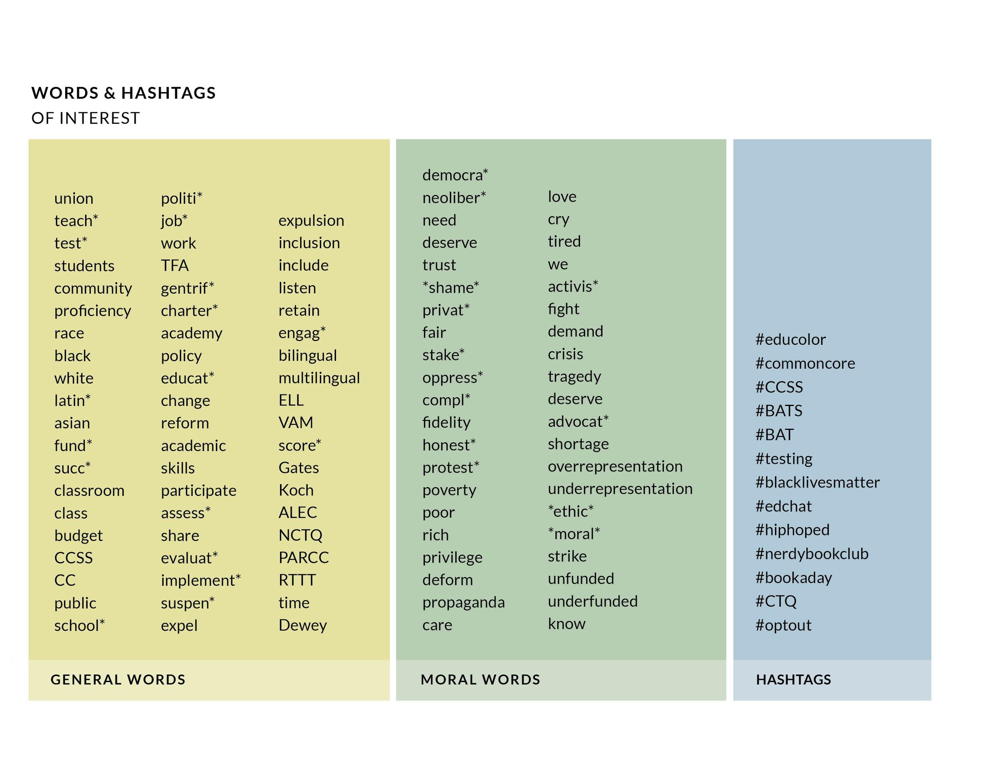 WORDS & HASHTAGS
OF INTEREST
union
teach*
test*
students
community
proficiency
race
black
white
latin*
asian
fund*
succ*
classroom
class
budget
CCSS
CC
public
school*
politi*
job*
work
TFA
gentrif*
charter*
academy
policy
educat*
change
reform
academic
skills
participate
assess*
share
evaluat*
implement*
suspen*
expel
expulsion
inclusion
include
listen
retain
engag*
bilingual
multilingual
ELL
VAM
score*
Gates
Koch
ALEC
NCTQ
PARCC
RTTT
time
Dewey
GENERAL WORDS
democra*
neoliber*
need
deserve
trust
*shame*
privat*
fair
stake*
oppress*
compl*
fidelity
honest*
protest*
poverty
poor
rich
privilege
deform
propaganda
care
love
cry
tired
we
activis*
fight
demand
crisis
tragedy
deserve
advocat*
shortage
overrepresentation
underrepresentation
*ethic*
*moral*
strike
unfunded
underfunded
know
MORAL WORDS
#educolor
#commoncore
#CCSS
#BATS
#BAT
#testing
#blacklivesmatter
#edchat
#hiphoped
#nerdybookclub
#bookaday
#CTQ
#optout
HASHTAGS